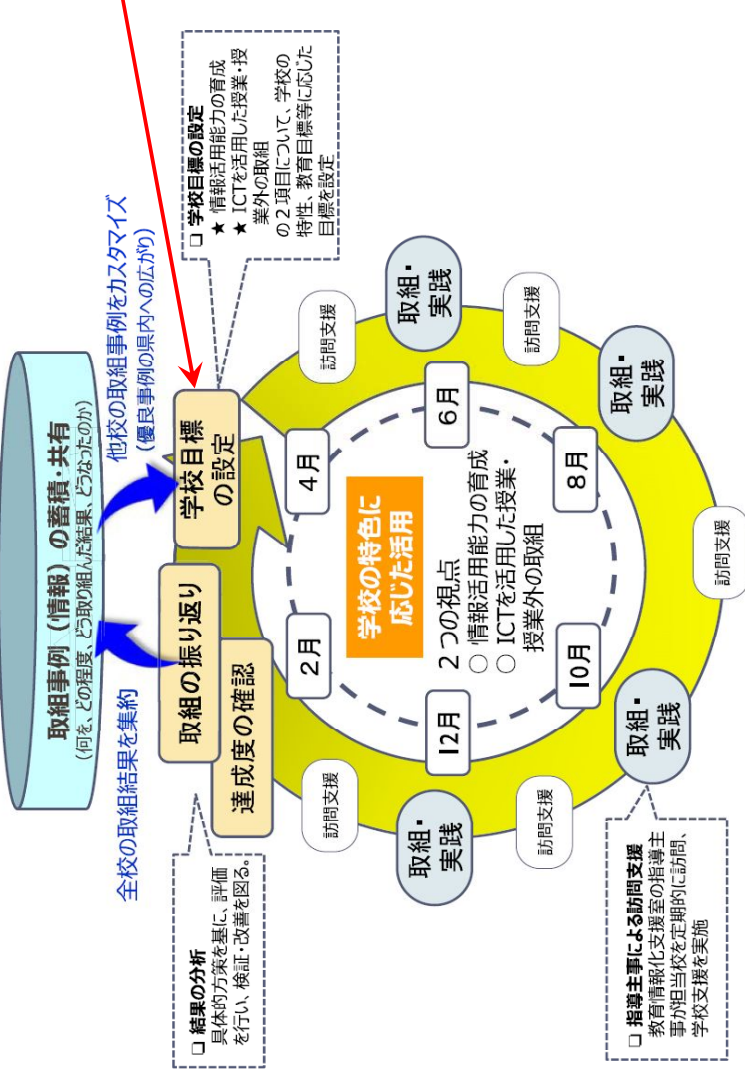 取組事例（情報）の蓄積・共有
(何を、どの程度、どう取り組んだ結果、どうなったのか)
全校の取組結果を集約
他校の取組事例をカスタマイズ
(優良事例の県内への広がり)
取組の振り返り
達成度の確認
学校目標
の設定
□ 結果の分析
具体的方策を基に、評価
を行い、検証・改善を図る。
□ 学校目標の設定
★ 情報活用能力の育成
★ ICTを活用した授業・授
業外の取組
の２項目について、学校の
特性、教育目標等に応じた
目標を設定
2月
4月
12月
6月
10月
8月
学校の特色に
応じた活用
２つの視点
○ 情報活用能力の育成
○ ICTを活用した授業・
授業外の取組
訪問支援
訪問支援
取組・
実践
取組・
実践
訪問支援
訪問支援
取組・
実践
取組・
実践
訪問支援
□ 指導主事による訪問支援
教育情報化支援室の指導主
事が担当校を定期的に訪問、
学校支援を実施